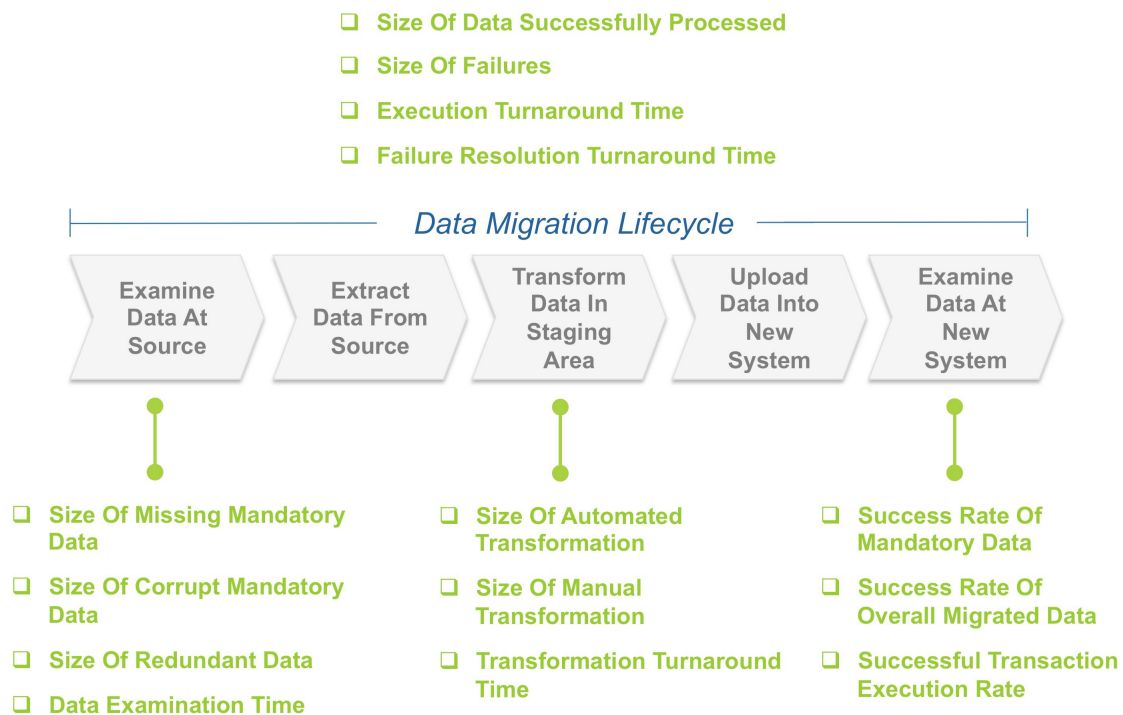 Size Of Data Successfully Processed
Size Of Failures
Execution Turnaround Time
Failure Resolution Turnaround Time
Data Migration Lifecycle
Examine
Data At
Source
Extract
Data From
Source
Transform
Data In
Staging
Area
Upload
Data Into
New
System
Examine
Data At
New
System
Size Of Missing Mandatory
Data
Size Of Corrupt Mandatory
Data
Size Of Redundant Data
Data Examination Time
Size Of Automated
Transformation
Size Of Manual
Transformation
Transformation Turnaround
Time
Success Rate Of
Mandatory Data
Success Rate Of
Overall Migrated Data
Successful Transaction
Execution Rate